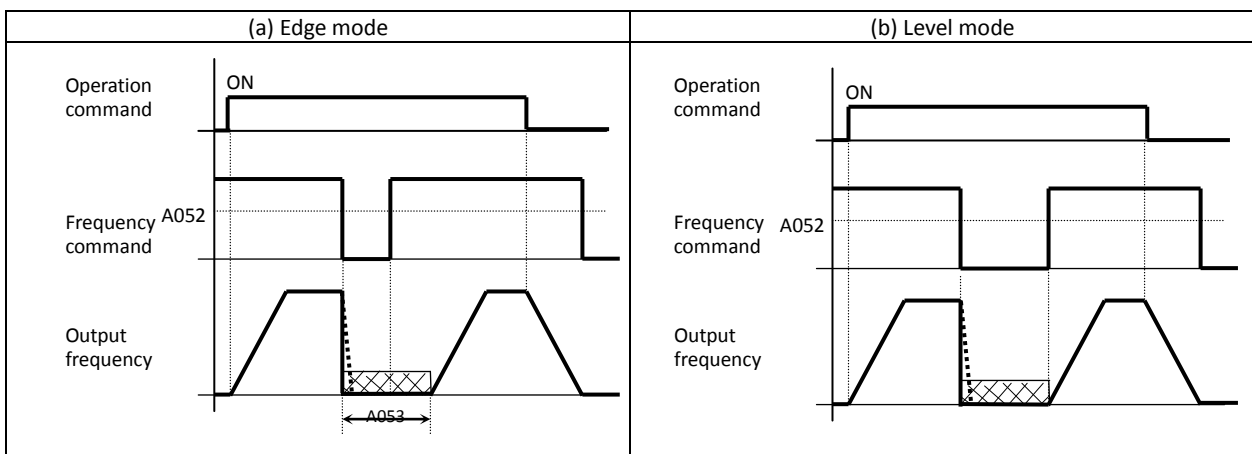 (a) Edge mode
(b) Level mode
Operation
command
ON
A052
Frequency
command
Output
frequency
A053
Operation
command
ON
A052
Frequency
command
Output
frequency